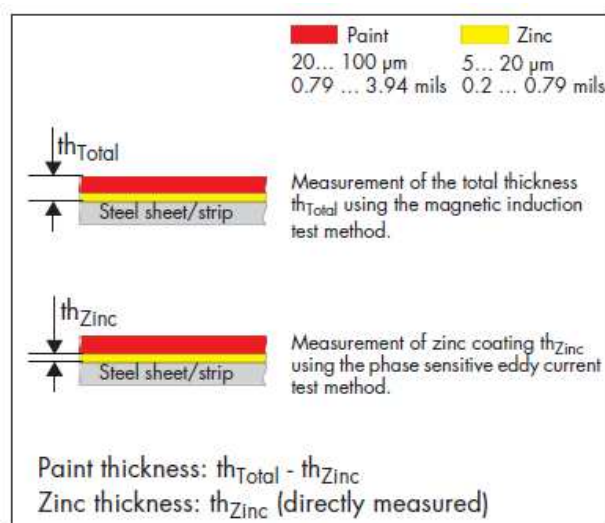 Paint
20... 100 µm
0.79 ... 3.94 mils
Zinc
5... 20 µm
0.2 ... 0.79 mils
thTotal
Steel sheet/strip
Measurement of the total thickness
thTotal using the magnetic induction
test method.
thZinc
Steel sheet/strip
Measurement of zinc coating thZinc
using the phase sensitive eddy current
test method.
Paint thickness: thTotal - thZinc
Zinc thickness: thZinc (directly measured)